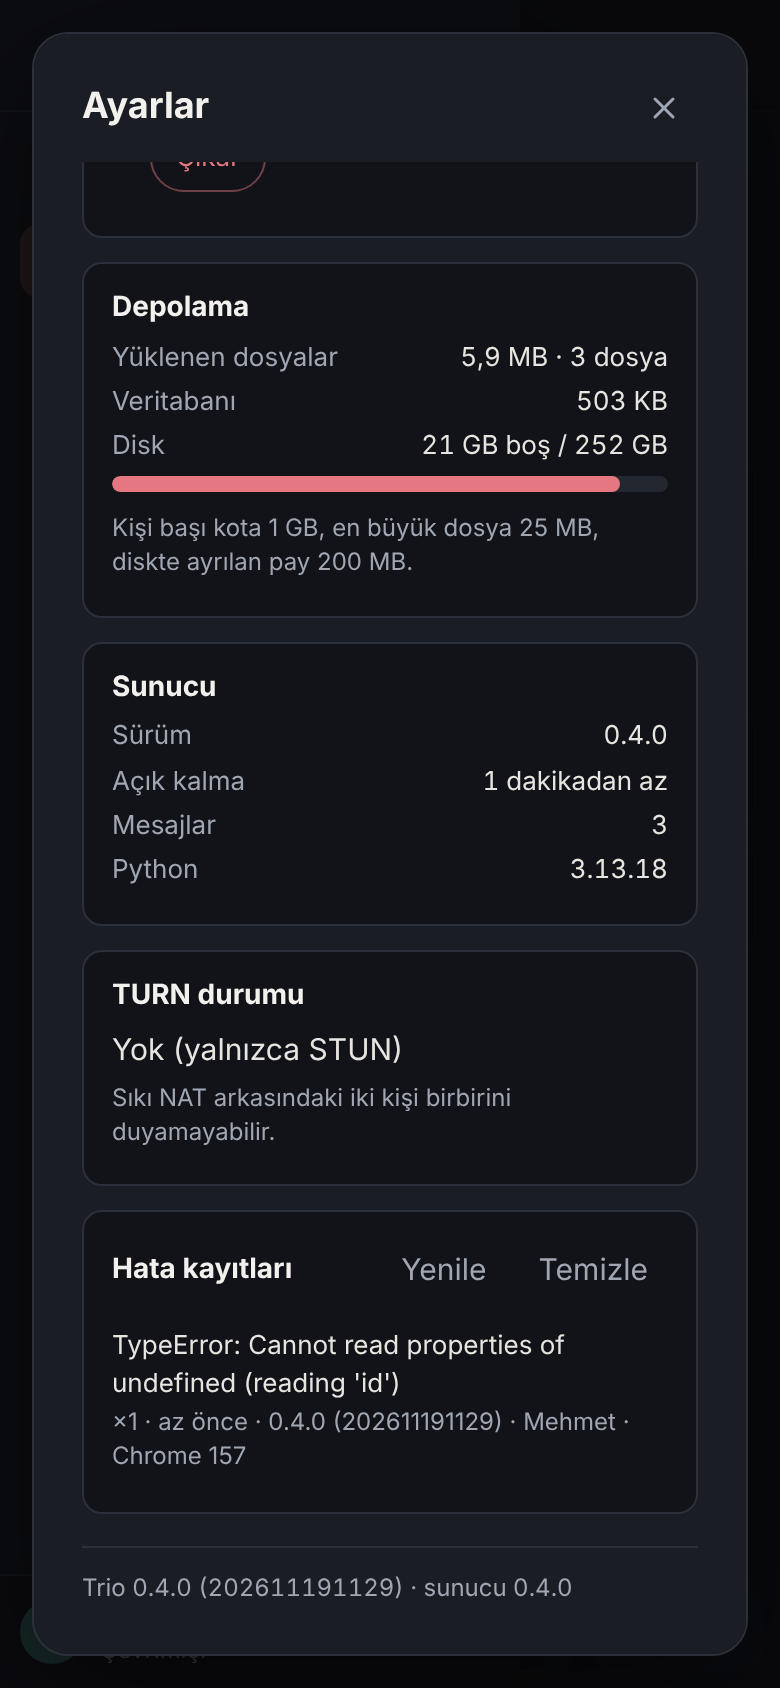 Ayarlar
Depolama
Yüklenen dosyalar 5,9 MB · 3 dosya
Veritabanı 503 KB
Disk 21 GB boş / 252 GB
Kişi başı kota 1 GB, en büyük dosya 25 MB,
diskte ayrılan pay 200 MB.
Sunucu
Sürüm 0.4.0
Açık kalma 1 dakikadan az
Mesajlar 3
Python 3.13.18
TURN durumu
Yok (yalnızca STUN)
Sıkı NAT arkasındaki iki kişi birbirini
duyamayabilir.
Hata kayıtları Yenile Temizle
TypeError: Cannot read properties of
undefined (reading 'id')
×1 · az önce · 0.4.0 (202611191129) · Mehmet ·
Chrome 157
Trio 0.4.0 (202611191129) · sunucu 0.4.0